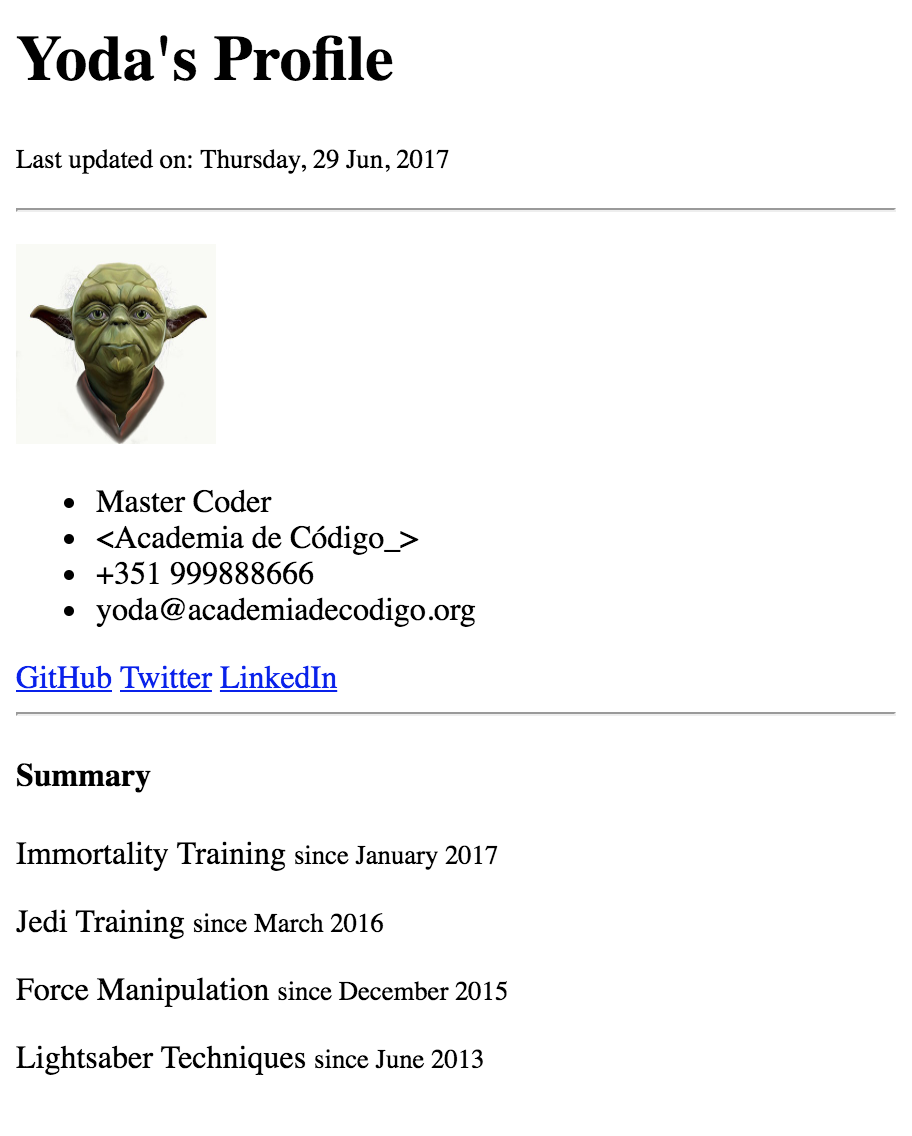 Yoda's Profile
Last updated on: Thursday, 29 Jun, 2017
Master Coder
<Academia de Código_>
+351 999888666
yoda@academiadecodigo.org
GitHub Twitter LinkedIn
Summary
Immortality Training since January 2017
Jedi Training since March 2016
Force Manipulation since December 2015
Lightsaber Techniques since June 2013